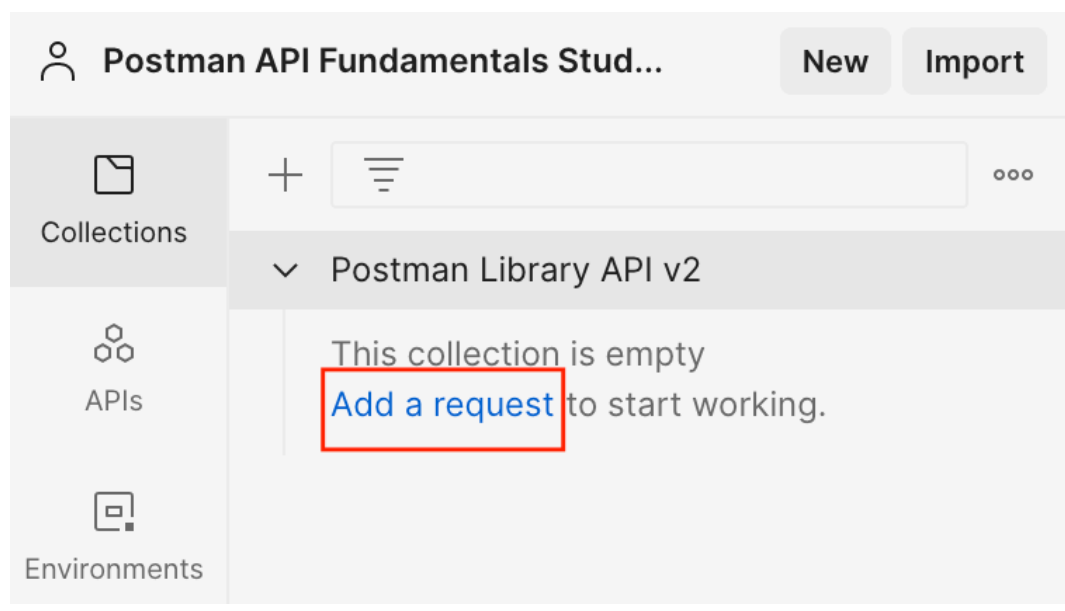 Postman API Fundamentals Stud...
New
Import
Collections
Postman Library API v2
This collection is empty
Add a request to start working.
APIs
Environments